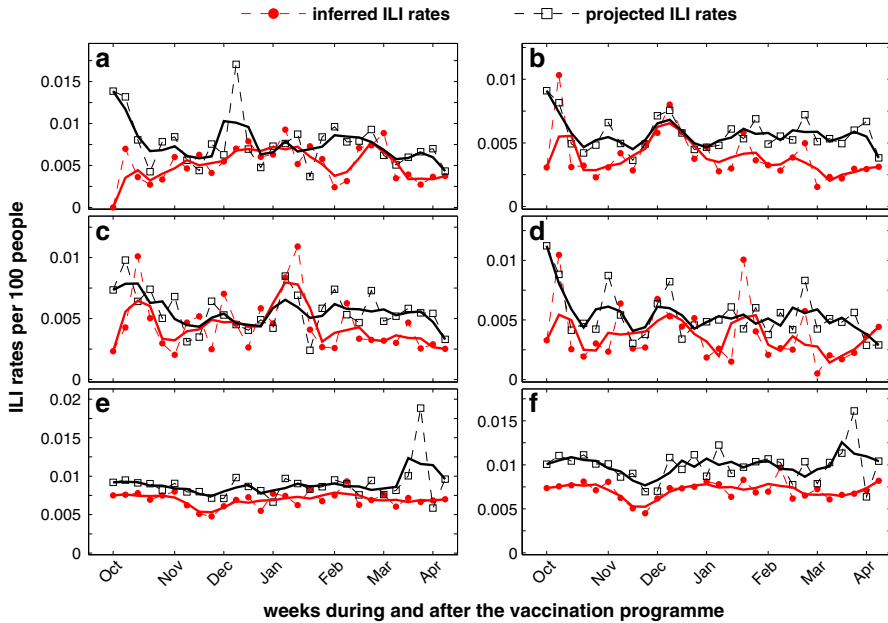 inferred ILI rates projected ILI rates
a
0.015
0.01
0.005
0
b
0.01
0.005
0
c
0.01
0.005
0
d
0.01
0.005
0
e
0.02
0.015
0.01
0.005
0
f
0.01
0.005
0
ILI rates per 100 people
Oct Nov Dec Jan Feb Mar Apr
Oct Nov Dec Jan Feb Mar Apr
weeks during and after the vaccination programme